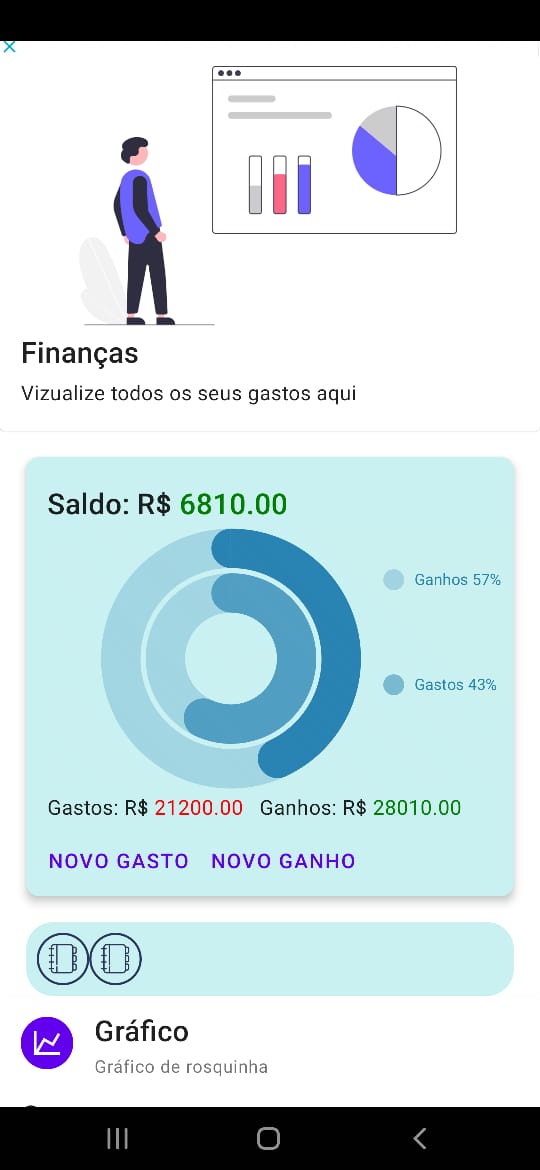 Finanças
Vizualize todos os seus gastos aqui
Saldo: R$ 6810.00
Ganhos 57%
Gastos 43%
Gastos: R$ 21200.00 Ganhos: R$ 28010.00
NOVO GASTO NOVO GANHO
Gráfico
Gráfico de rosquinha